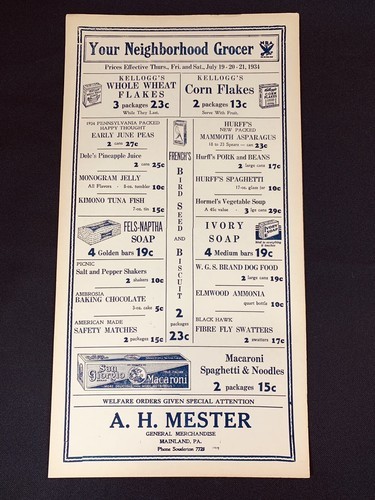 Your Neighborhood Grocer
Prices Effective Thurs., Fri. and Sat., July 19 - 20 - 21, 1934
KELLOGG'S
WHOLE WHEAT
FLAKES
3 packages 23c
While They Last.
KELLOGG'S
Corn Flakes
2 packages 13c
Serve With Fruit.
1934 PENNSYLVANIA PACKED
HAPPY THOUGHT
EARLY JUNE PEAS
2 cans 27c
Dole's Pineapple Juice
2 cans 25c
MONOGRAM JELLY
All Flavors - 8-oz. tumbler 10c
KIMONO TUNA FISH
7-oz. tin 15c
FRENCH'S
BIRD SEED
AND
BISCUIT
2
packages
23c
HURFF'S
NEW PACKED
MAMMOTH ASPARAGUS
can 23c
Hurff's PORK and BEANS
2 large cans 17c
HURFF'S SPAGHETTI
17-oz. glass jar 10c
Hormel's Vegetable Soup
A 45c value - 3 lge cans 29c
FELS-NAPTHA
SOAP
4 Golden bars 19c
IVORY
SOAP
4 Medium bars 19c
PICNIC
Salt and Pepper Shakers
2 shakers 10c
AMBROSIA
BAKING CHOCOLATE
cake 5c
AMERICAN MADE
SAFETY MATCHES
2 packages 15c
W. G. S. BRAND DOG FOOD
2 large cans 19c
ELMWOOD AMMONIA
quart bottle 10c
BLACK HAWK
FIBRE FLY SWATTERS
2 swatters 17c
San
Giorgio
Macaroni
Macaroni
Spaghetti & Noodles
2 packages 15c
WELFARE ORDERS GIVEN SPECIAL ATTENTION
A. H. MESTER
GENERAL MERCHANDISE
MAINLAND, PA.
Phone Souderton 7728